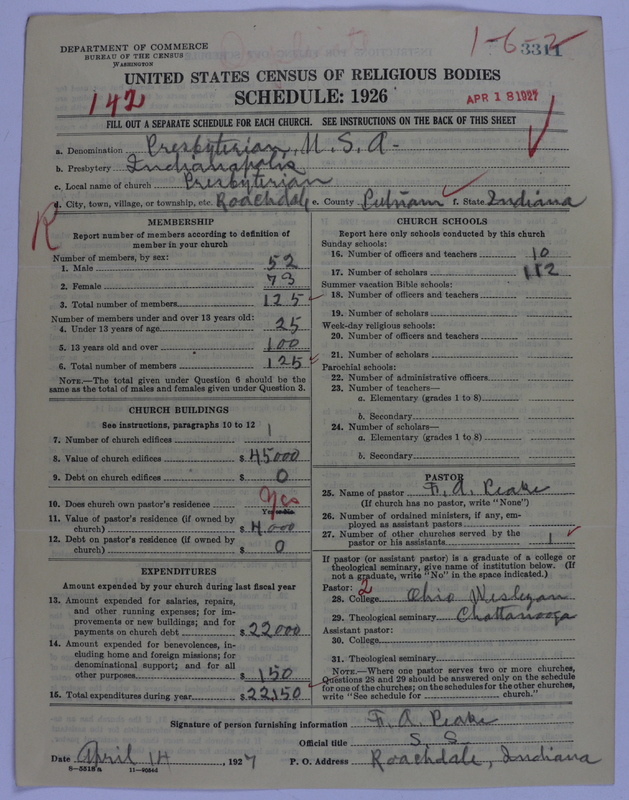 DEPARTMENT OF COMMERCE
BUREAU OF THE CENSUS
WASHINGTON
1-6-2
3311
UNITED STATES CENSUS OF RELIGIOUS BODIES
142
SCHEDULE: 1926
APR 18 1927
FILL OUT A SEPARATE SCHEDULE FOR EACH CHURCH. SEE INSTRUCTIONS ON THE BACK OF THIS SHEET
a. Denomination Presbyterian, U. S. A-
b. Presbytery Indianapolis
c. Local name of church Presbyterian
d. City, town, village, or township, etc. Roachdale e. County Putnam f. State Indiana
R
MEMBERSHIP
Report number of members according to definition of
member in your church
Number of members, by sex:
1. Male 52
2. Female 73
3. Total number of members 125
Number of members under and over 13 years old:
4. Under 13 years of age 25
5. 13 years old and over 100
6. Total number of members 125
NOTE.—The total given under Question 6 should be the
same as the total of males and females given under Question 3.
CHURCH BUILDINGS
See instructions, paragraphs 10 to 12
7. Number of church edifices 1
8. Value of church edifices $ 45000
9. Debt on church edifices $ 0
10. Does church own pastor's residence Yes
Yes or No
11. Value of pastor's residence (if owned by
church) $ 4000
12. Debt on pastor's residence (if owned by
church) $ 0
EXPENDITURES
Amount expended by your church during last fiscal year
13. Amount expended for salaries, repairs,
and other running expenses; for im-
provements or new buildings; and for
payments on church debt $ 22000
14. Amount expended for benevolences, in-
cluding home and foreign missions; for
denominational support; and for all
other purposes $ 150
15. Total expenditures during year $ 22,150
CHURCH SCHOOLS
Report here only schools conducted by this church
Sunday schools:
16. Number of officers and teachers 10
17. Number of scholars 112
Summer vacation Bible schools:
18. Number of officers and teachers
19. Number of scholars
Week-day religious schools:
20. Number of officers and teachers
21. Number of scholars
Parochial schools:
22. Number of administrative officers
23. Number of teachers—
a. Elementary (grades 1 to 8)
b. Secondary
24. Number of scholars—
a. Elementary (grades 1 to 8)
b. Secondary
PASTOR
25. Name of pastor F. A. Peake
(If church has no pastor, write "None")
26. Number of ordained ministers, if any, em-
ployed as assistant pastors
27. Number of other churches served by the
pastor or his assistants 1
If pastor (or assistant pastor) is a graduate of a college or
theological seminary, give name of institution below. (If
not a graduate, write "No" in the space indicated.)
Pastor: 2
28. College Ohio Wesleyan
29. Theological seminary Chattanooga
Assistant pastor:
30. College
31. Theological seminary
NOTE.—Where one pastor serves two or more churches,
Questions 28 and 29 should be answered only on the schedule
for one of the churches; on the schedules for the other churches,
write "See schedule for church."
Signature of person furnishing information F. A. Peake
Official title S. S.
Date April 14, 1927 P. O. Address Roachdale, Indiana
8-5518a 11-9054d